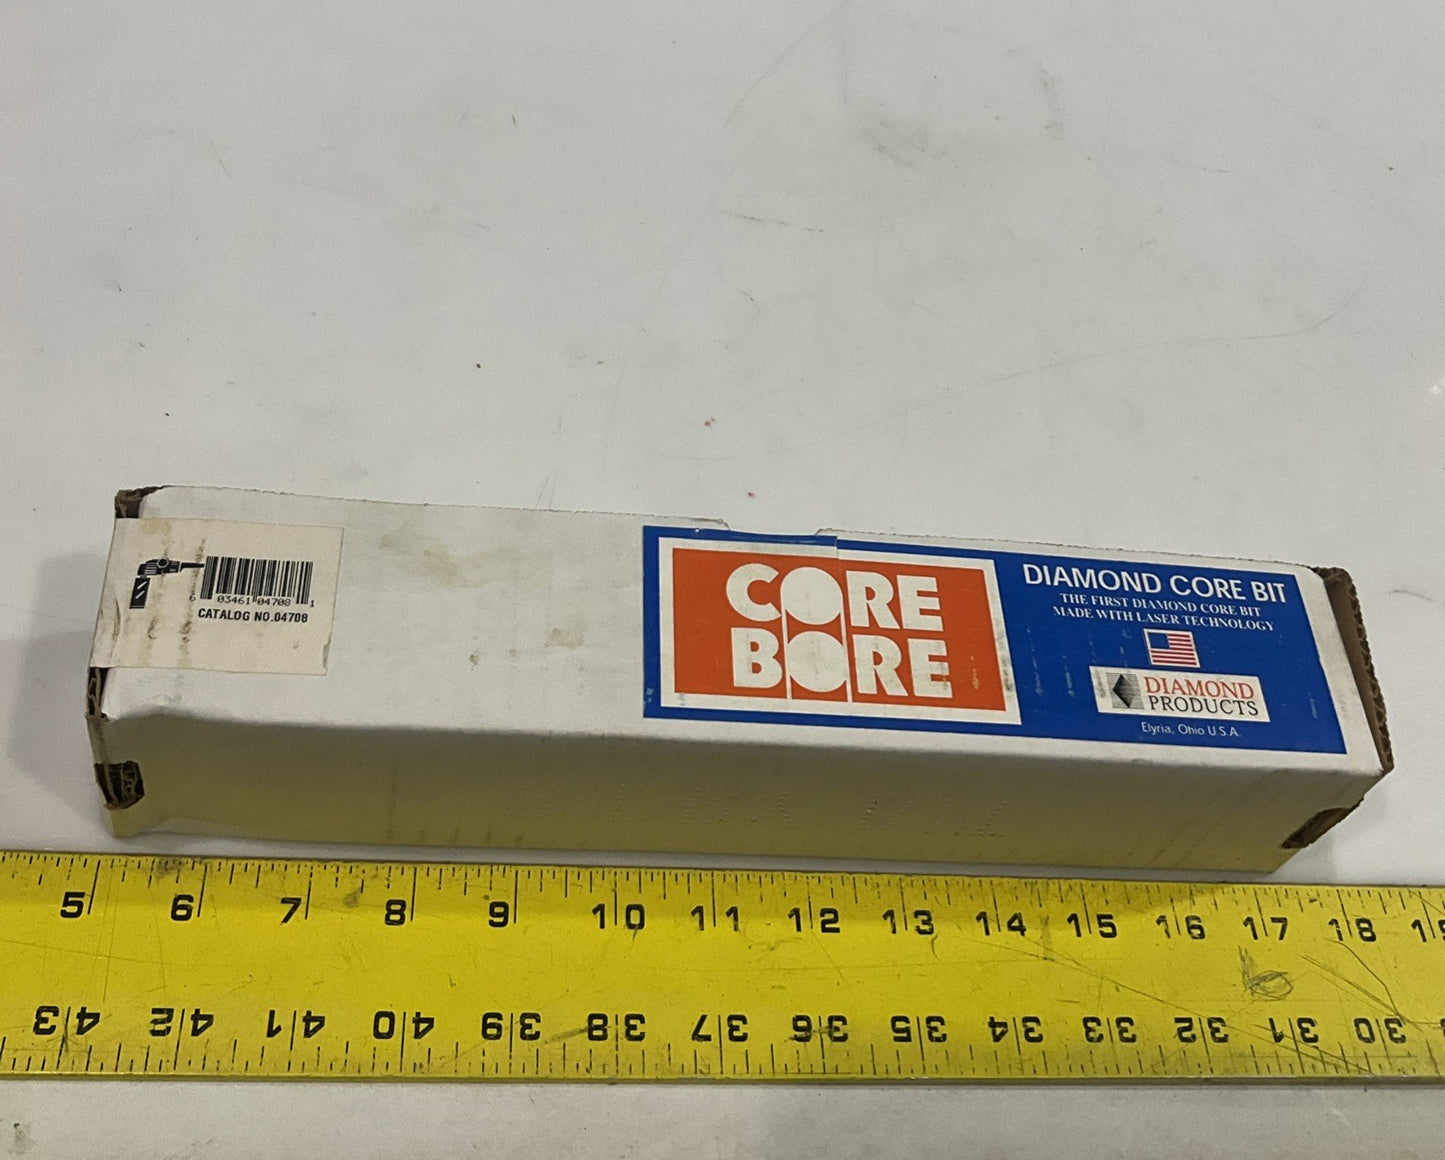 6 03461 04708 1
CATALOG NO.04708
CORE
BORE
DIAMOND CORE BIT
THE FIRST DIAMOND CORE BIT
MADE WITH LASER TECHNOLOGY
DIAMOND
PRODUCTS
Elyria, Ohio U.S.A.
5 6 7 8 9 10 11 12 13 14 15 16 17 18 19
43 42 41 40 39 38 37 36 35 34 33 32 31 30